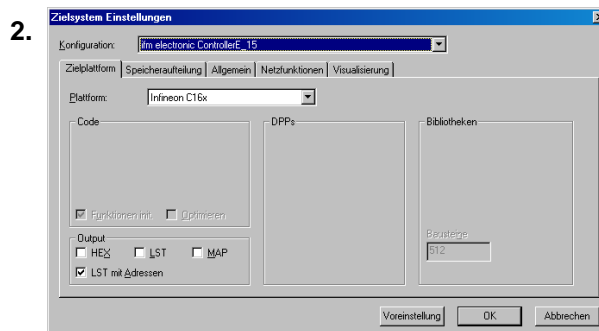 2.
Zielsystem Einstellungen
Konfiguration: ifm electronic ControllerE_15
Zielplattform Speicheraufteilung Allgemein Netzfunktionen Visualisierung
Plattform: Infineon C16x
Code DPPs Bibliotheken
Funktionen init. Optimieren
Output
HEX LST MAP
LST mit Adressen
Bausteine
512
Voreinstellung OK Abbrechen